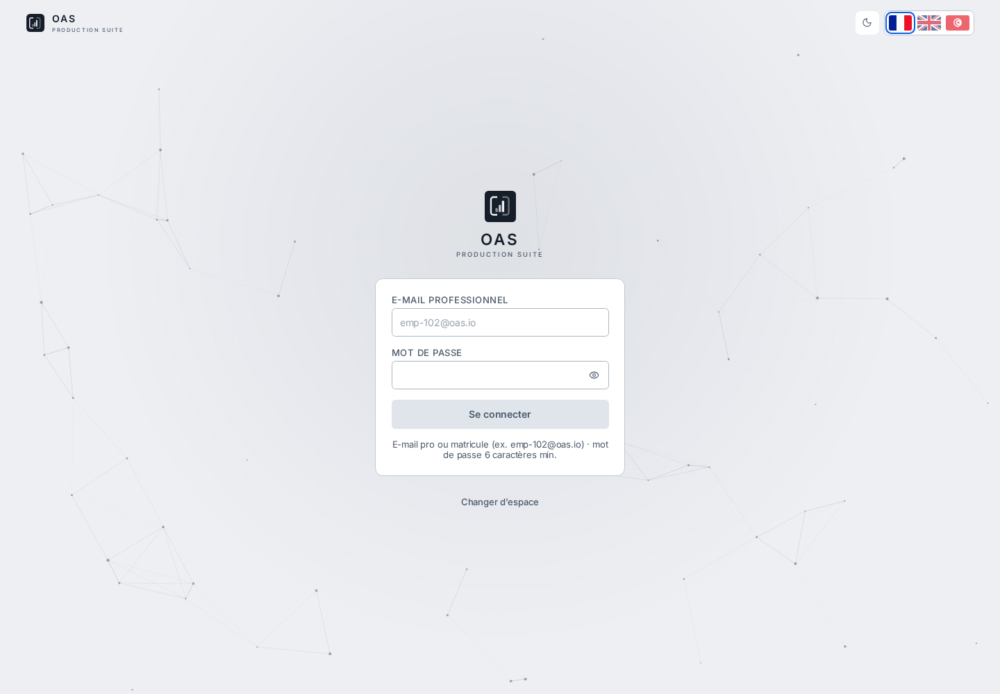 OAS
PRODUCTION SUITE
OAS
PRODUCTION SUITE
E-MAIL PROFESSIONNEL
emp-102@oas.io
MOT DE PASSE
Se connecter
E-mail pro ou matricule (ex. emp-102@oas.io) · mot
de passe 6 caractères min.
Changer d’espace